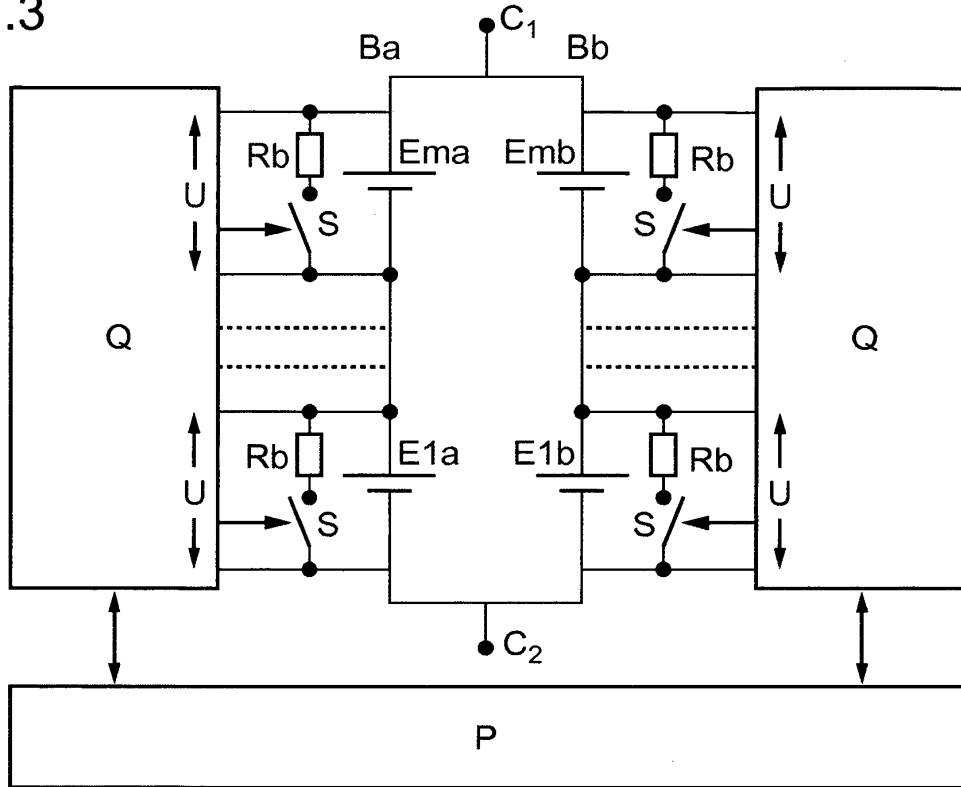 .3
C₁
Ba Bb
Rb Ema Emb Rb
U S S U
Q Q
Rb E1a E1b Rb
U S S U
C₂
P